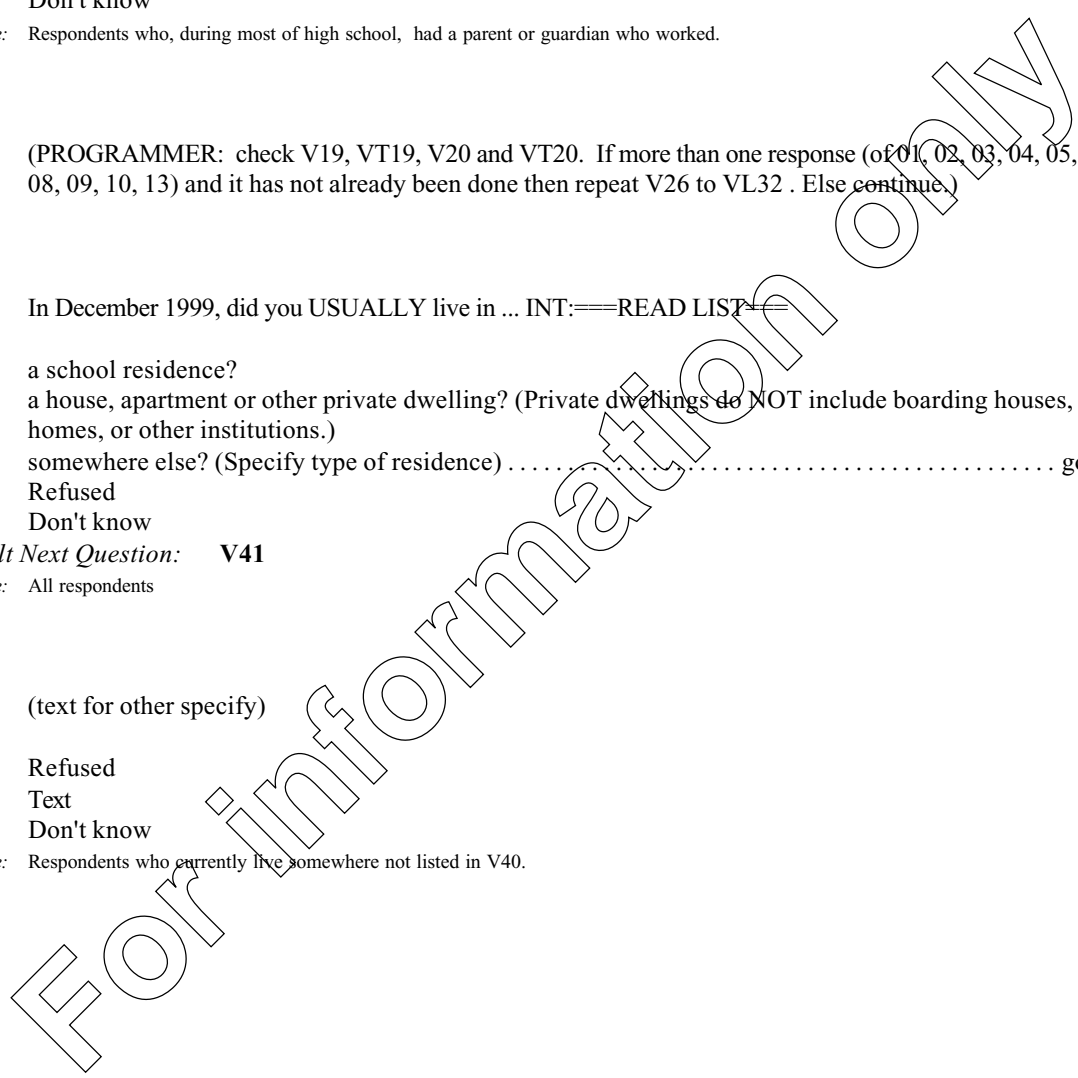 Don't know
e: Respondents who, during most of high school, had a parent or guardian who worked.
(PROGRAMMER: check V19, VT19, V20 and VT20. If more than one response (of 01, 02, 03, 04, 05,
08, 09, 10, 13) and it has not already been done then repeat V26 to VL32 . Else continue.)
In December 1999, did you USUALLY live in ... INT:===READ LIST===
a school residence?
a house, apartment or other private dwelling? (Private dwellings do NOT include boarding houses,
homes, or other institutions.)
somewhere else? (Specify type of residence) . . . . . . . . . . . . . . . . . . . . . . . . . . . . . . . . . . . . . . . . . . . . . . go
Refused
Don't know
lt Next Question: V41
e: All respondents
(text for other specify)
Refused
Text
Don't know
e: Respondents who currently live somewhere not listed in V40.
For information only